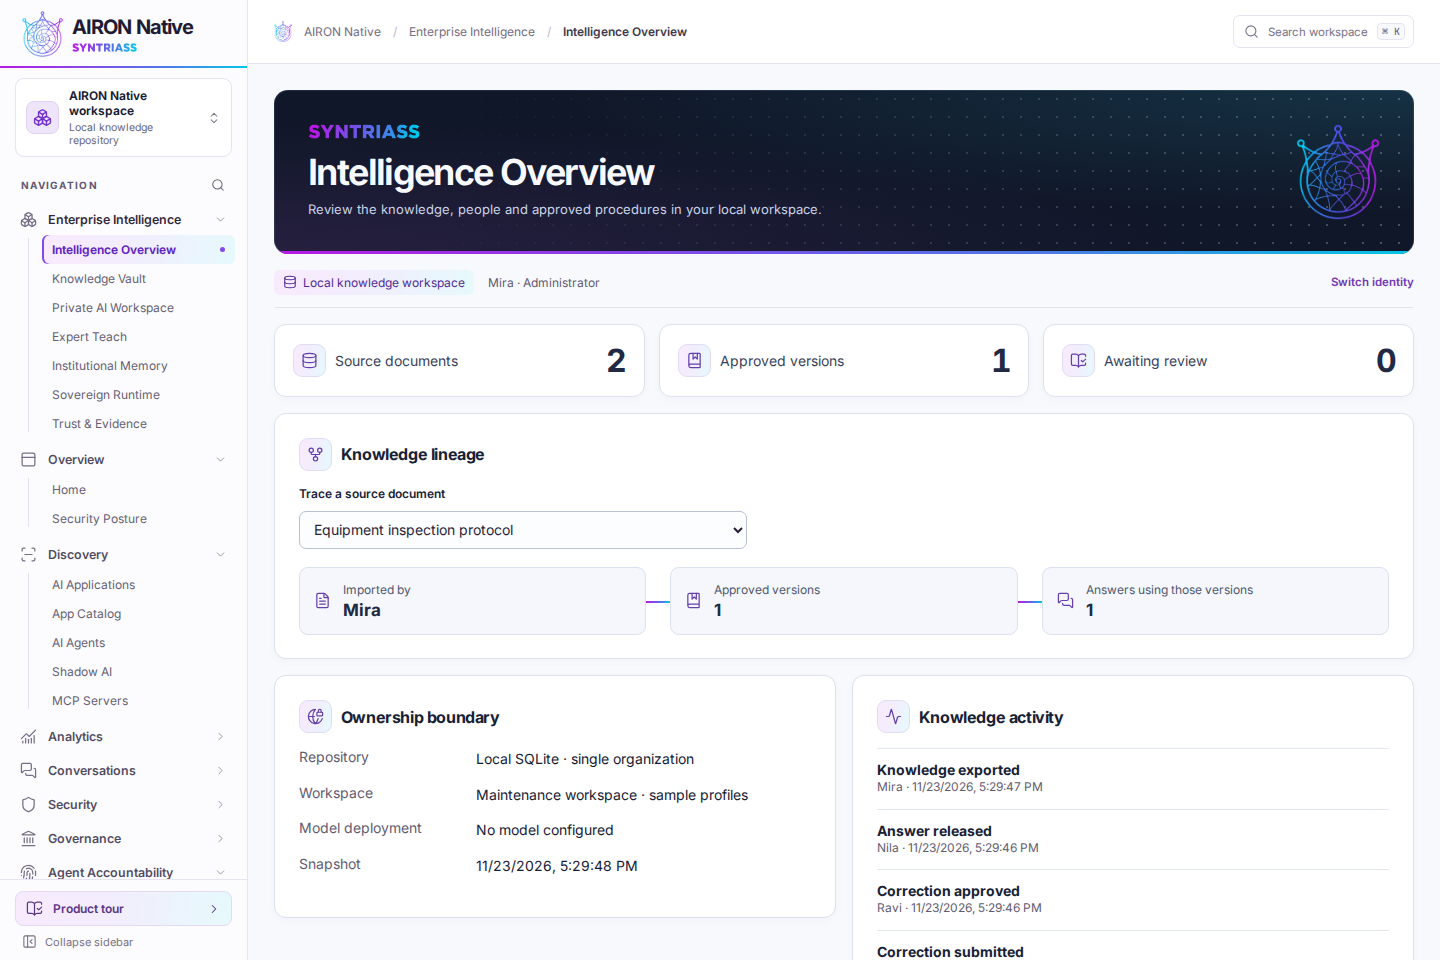 AIRON Native
SYNTRIASS
AIRON Native
workspace
Local knowledge
repository
NAVIGATION
Enterprise Intelligence
Intelligence Overview
Knowledge Vault
Private AI Workspace
Expert Teach
Institutional Memory
Sovereign Runtime
Trust & Evidence
Overview
Home
Security Posture
Discovery
AI Applications
App Catalog
AI Agents
Shadow AI
MCP Servers
Analytics
Conversations
Security
Governance
Agent Accountability
Product tour
Collapse sidebar
AIRON Native / Enterprise Intelligence / Intelligence Overview
Search workspace ⌘ K
SYNTRIASS
Intelligence Overview
Review the knowledge, people and approved procedures in your local workspace.
Local knowledge workspace
Mira · Administrator
Switch identity
Source documents 2
Approved versions 1
Awaiting review 0
Knowledge lineage
Trace a source document
Equipment inspection protocol
Imported by
Mira
Approved versions
1
Answers using those versions
1
Ownership boundary
Repository Local SQLite · single organization
Workspace Maintenance workspace · sample profiles
Model deployment No model configured
Snapshot 11/23/2026, 5:29:48 PM
Knowledge activity
Knowledge exported
Mira · 11/23/2026, 5:29:47 PM
Answer released
Nila · 11/23/2026, 5:29:46 PM
Correction approved
Ravi · 11/23/2026, 5:29:46 PM
Correction submitted